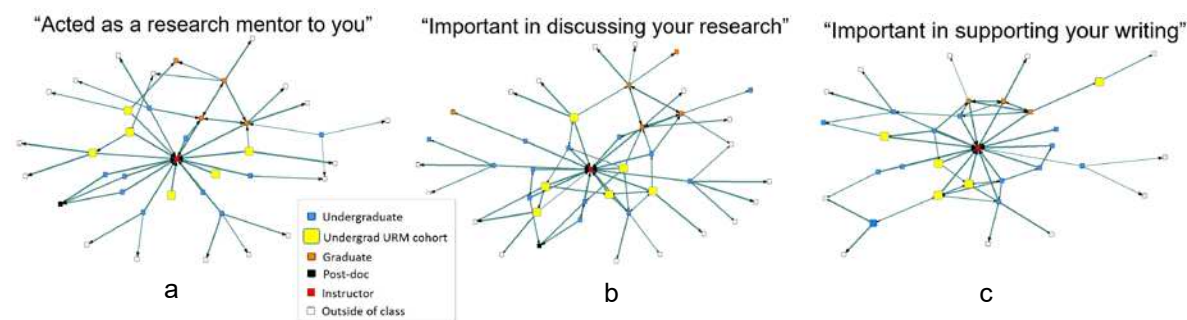 “Acted as a research mentor to you”
“Important in discussing your research”
“Important in supporting your writing”
Undergraduate
Undergrad URM cohort
Graduate
Post-doc
Instructor
Outside of class
a
b
c